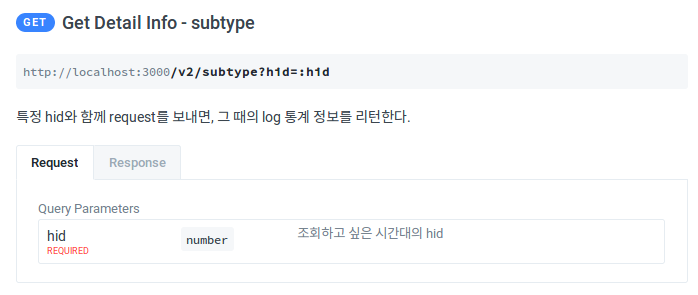 GET Get Detail Info - subtype
http://localhost:3000/v2/subtype?hid=:hid
특정 hid와 함께 request를 보내면, 그 때의 log 통계 정보를 리턴한다.
Request Response
Query Parameters
hid number 조회하고 싶은 시간대의 hid
REQUIRED